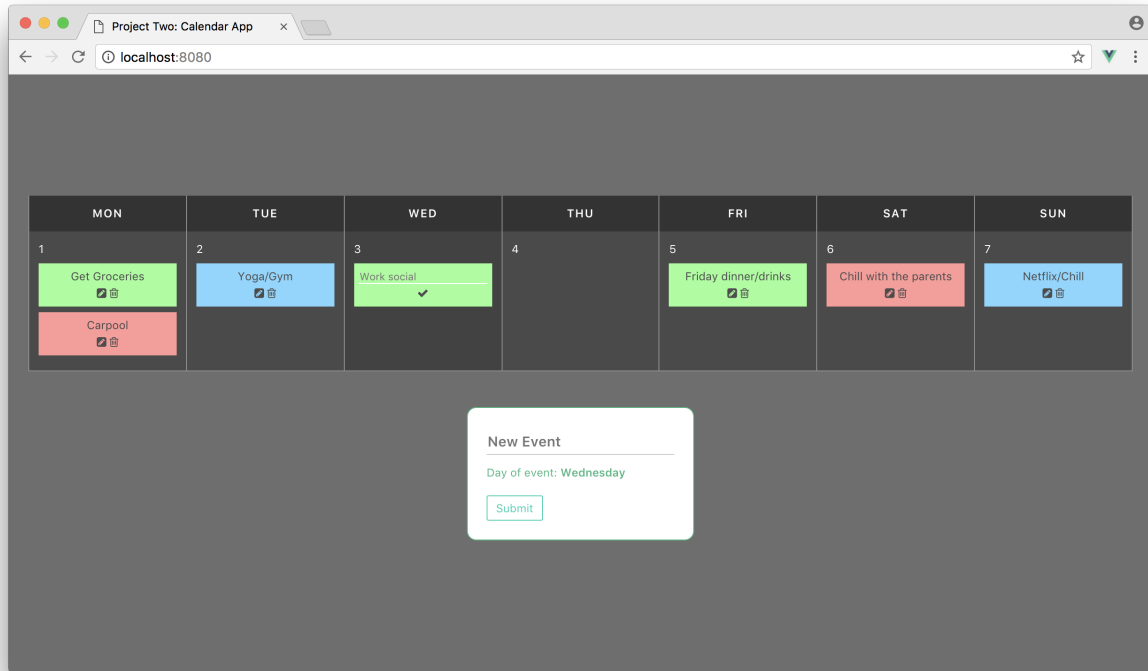 Project Two: Calendar App
localhost:8080
MON TUE WED THU FRI SAT SUN
1 2 3 4 5 6 7
Get Groceries Yoga/Gym Work social Friday dinner/drinks Chill with the parents Netflix/Chill
Carpool
New Event
Day of event: Wednesday
Submit